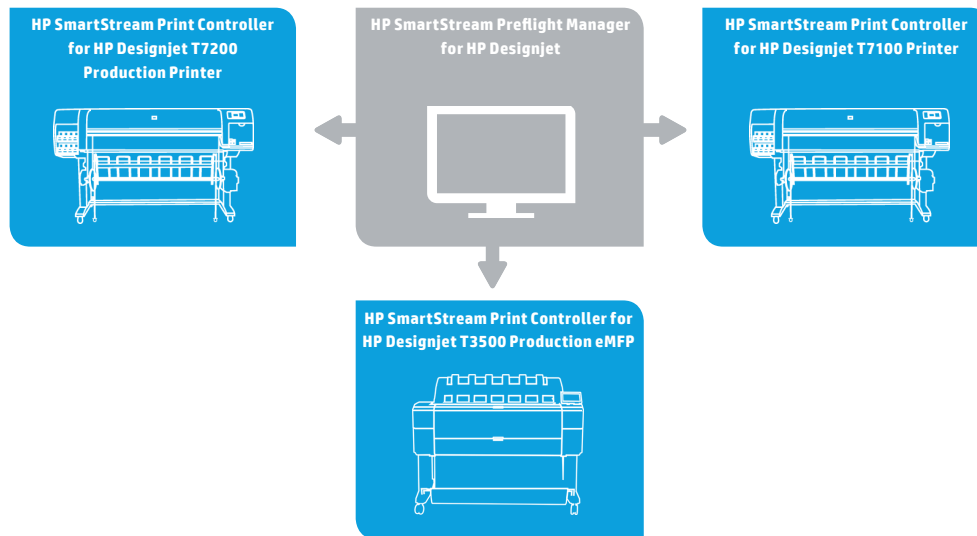 HP SmartStream Print Controller
for HP Designjet T7200
Production Printer
HP SmartStream Preflight Manager
for HP Designjet
HP SmartStream Print Controller
for HP Designjet T7100 Printer
HP SmartStream Print Controller for
HP Designjet T3500 Production eMFP